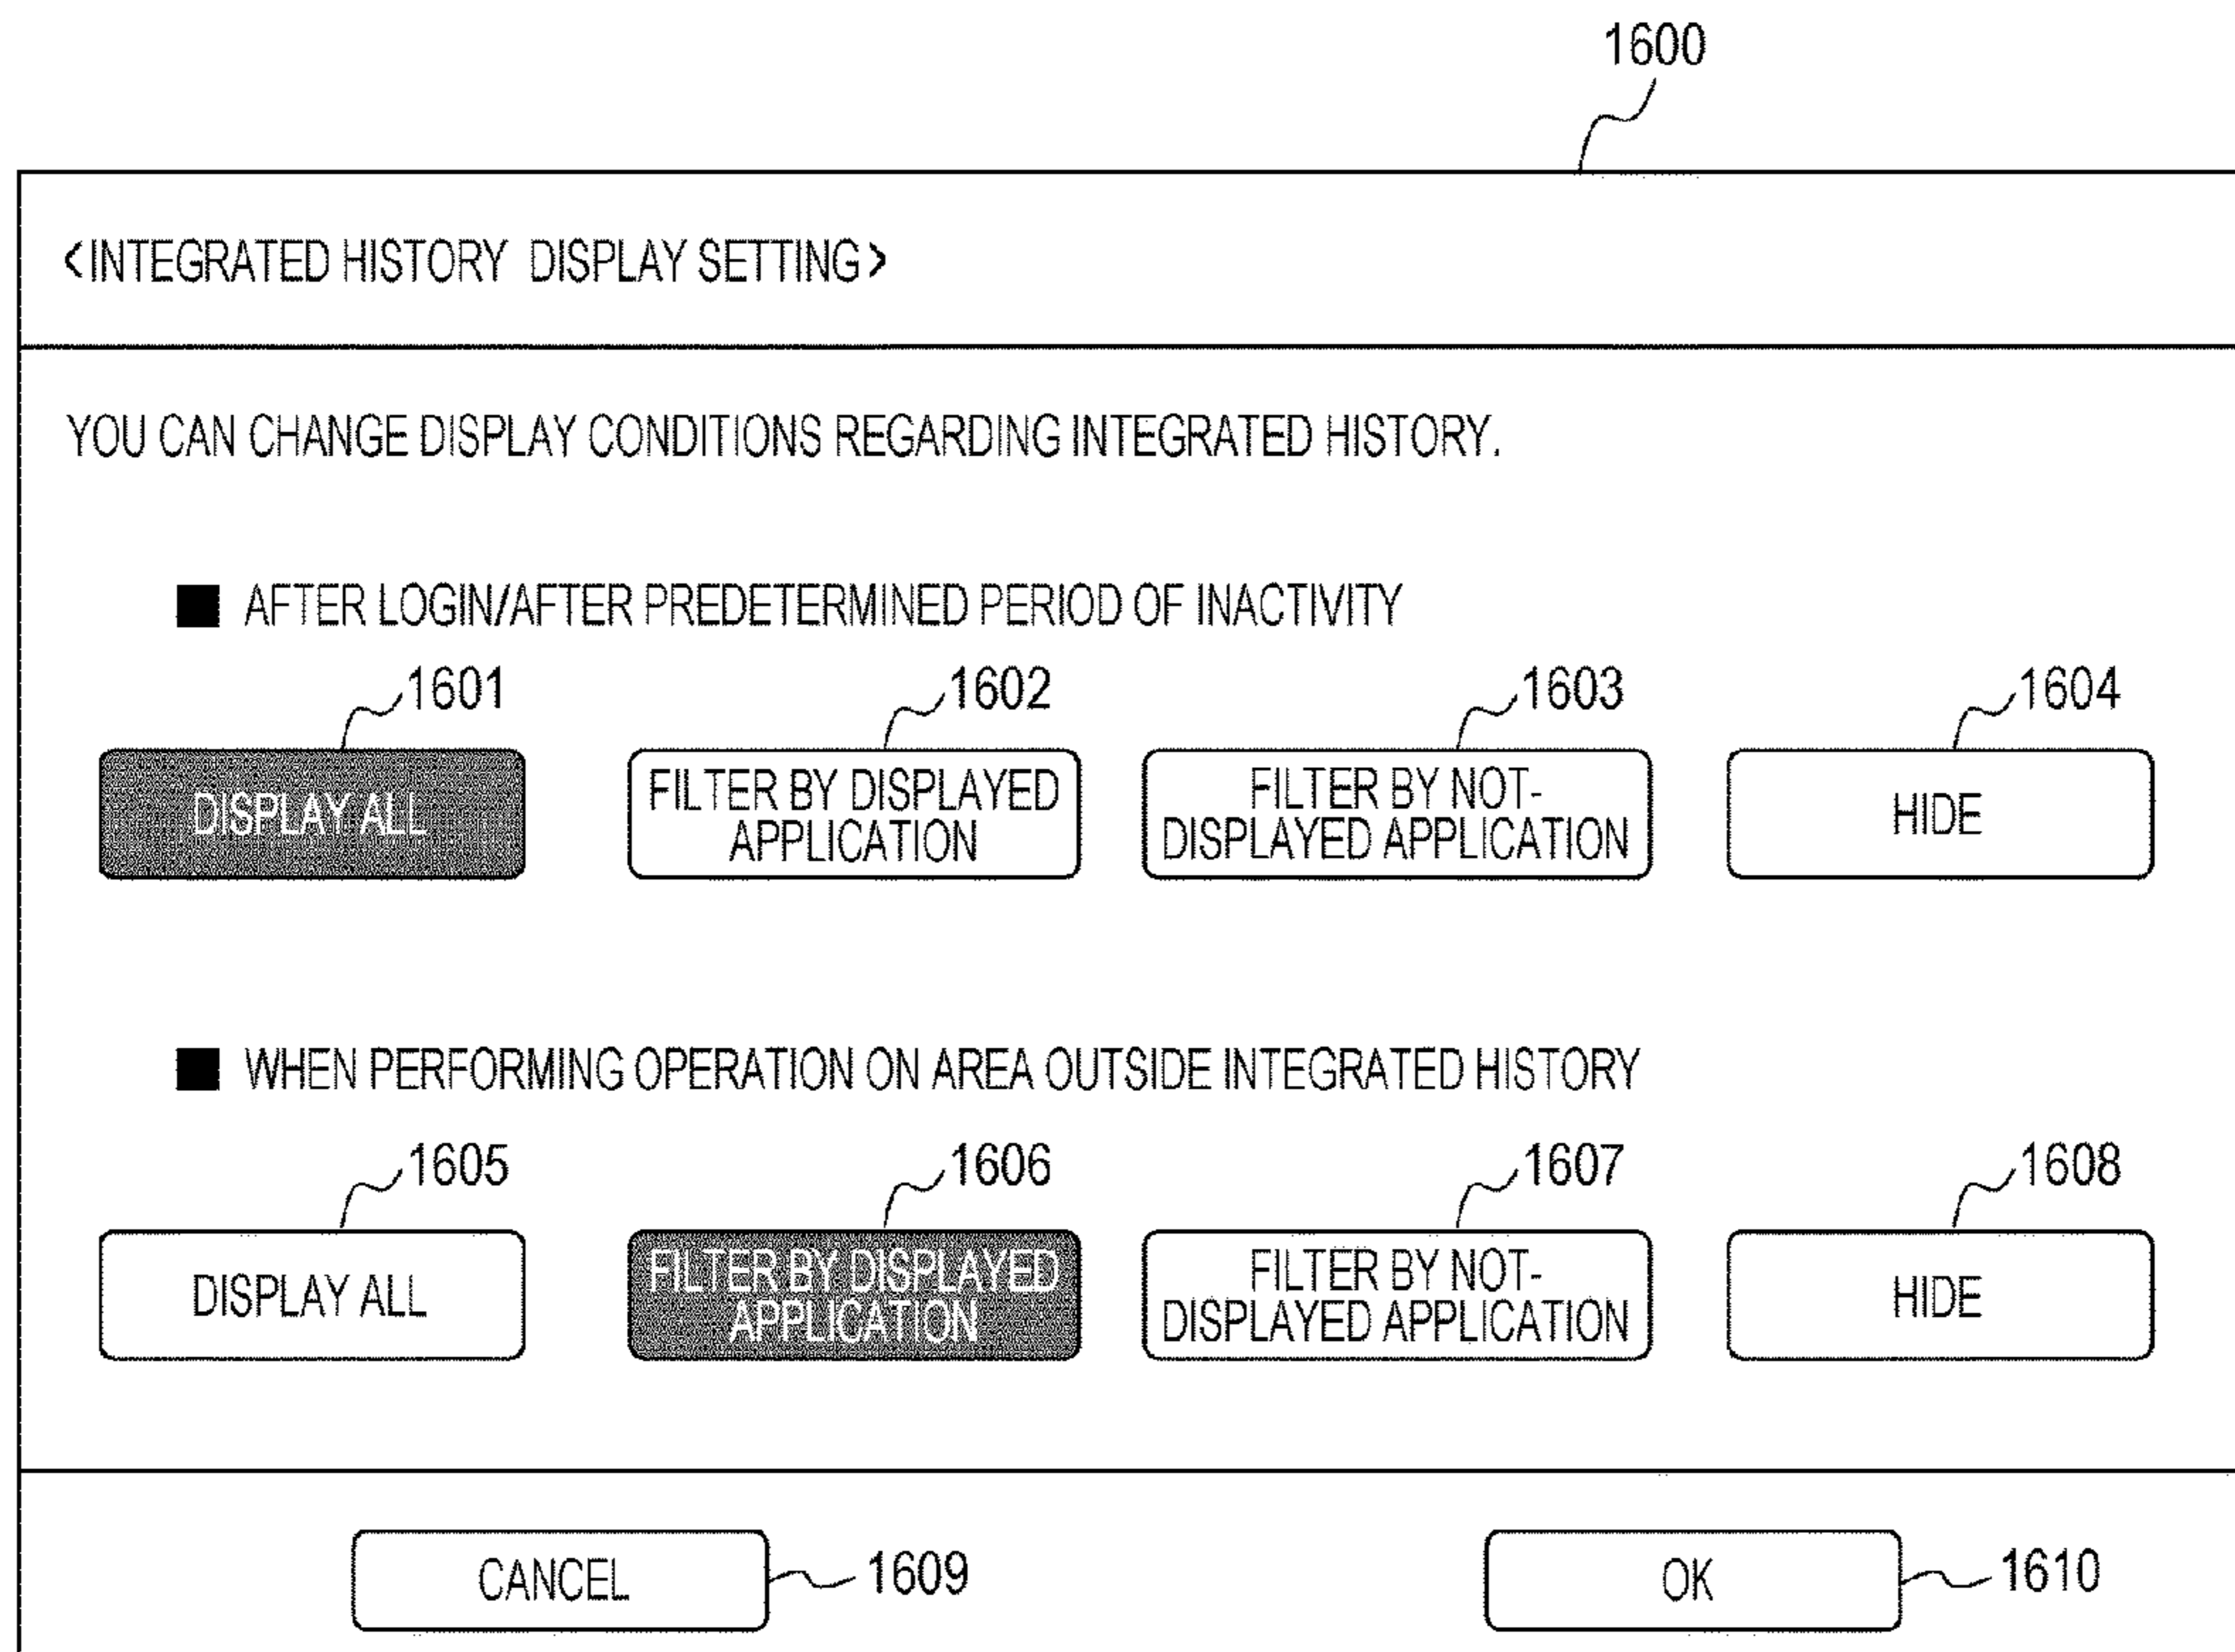 1600
<INTEGRATED HISTORY DISPLAY SETTING>
YOU CAN CHANGE DISPLAY CONDITIONS REGARDING INTEGRATED HISTORY.
■ AFTER LOGIN/AFTER PREDETERMINED PERIOD OF INACTIVITY
1601 1602 1603 1604
DISPLAY ALL
FILTER BY DISPLAYED
APPLICATION
FILTER BY NOT-
DISPLAYED APPLICATION
HIDE
■ WHEN PERFORMING OPERATION ON AREA OUTSIDE INTEGRATED HISTORY
1605 1606 1607 1608
DISPLAY ALL
FILTER BY DISPLAYED
APPLICATION
FILTER BY NOT-
DISPLAYED APPLICATION
HIDE
CANCEL 1609
OK 1610